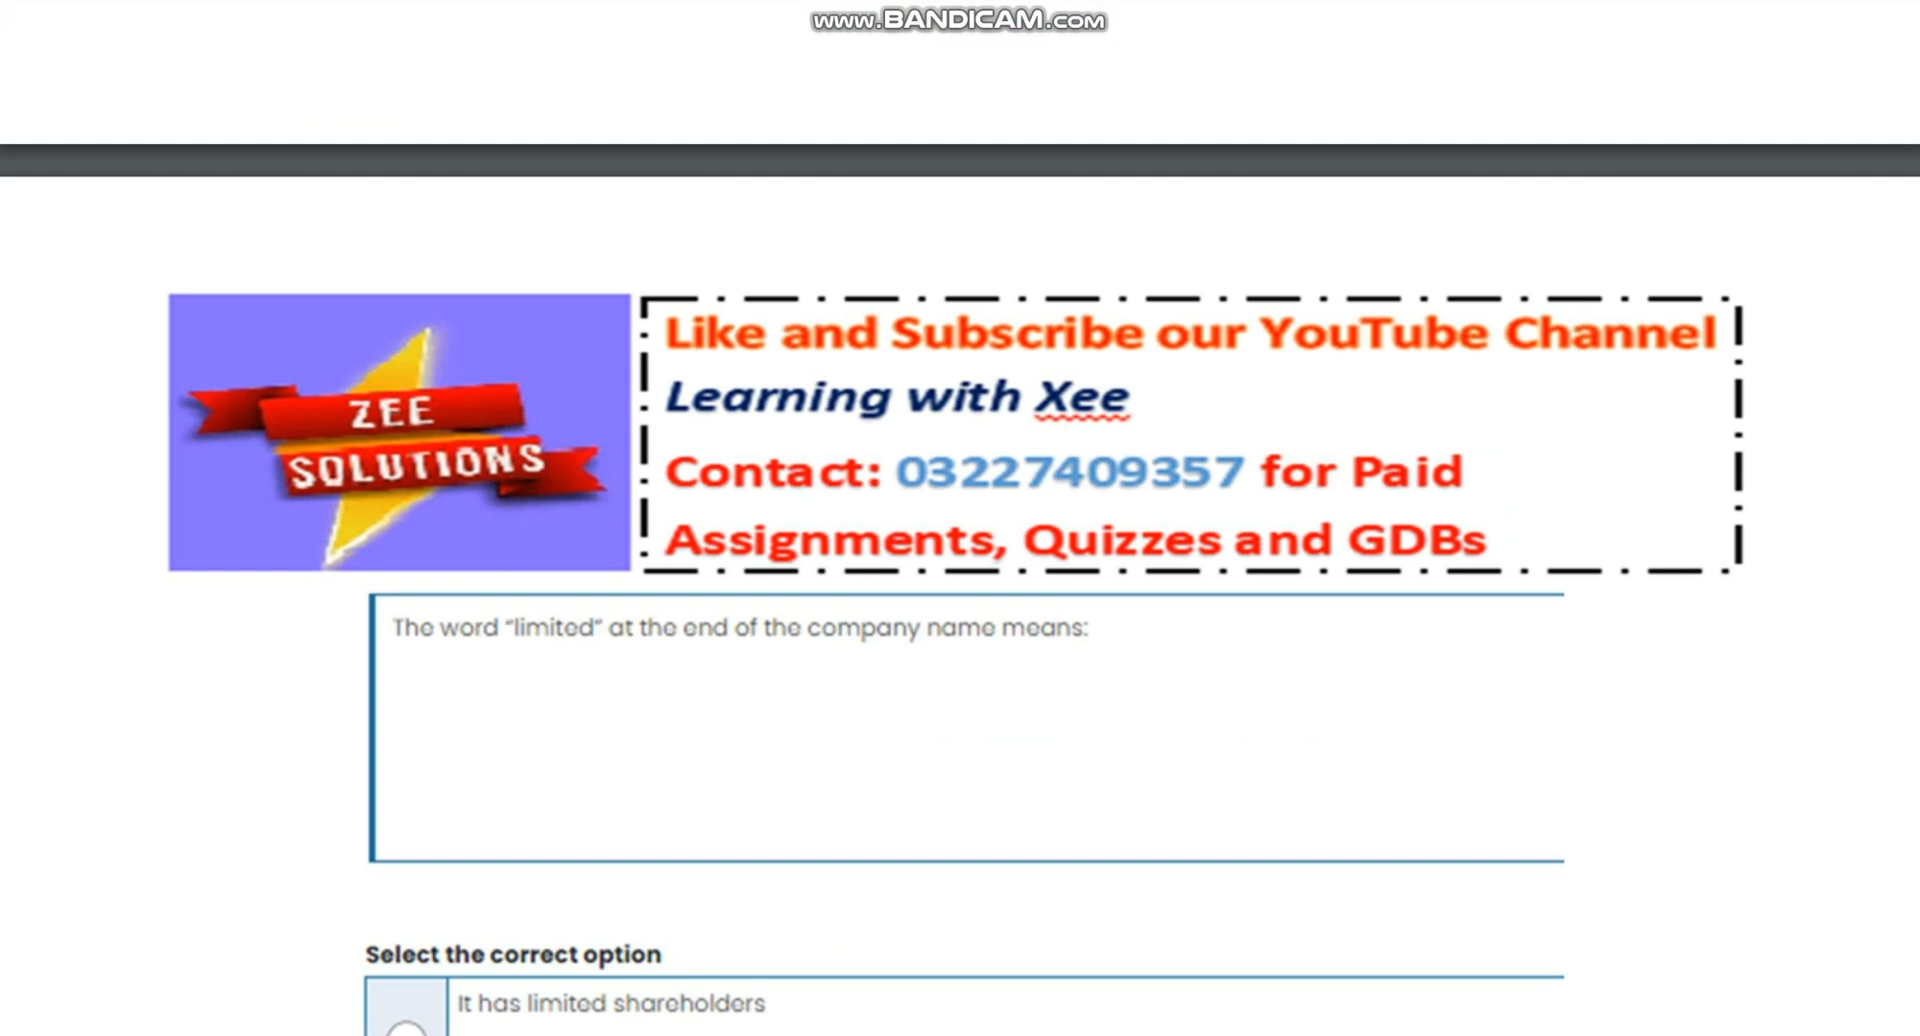 www.BANDICAM.com
Like and Subscribe our YouTube Channel
Learning with Xee
Contact: 03227409357 for Paid
Assignments, Quizzes and GDBs
ZEE
SOLUTIONS
The word “limited” at the end of the company name means:
Select the correct option
It has limited shareholders